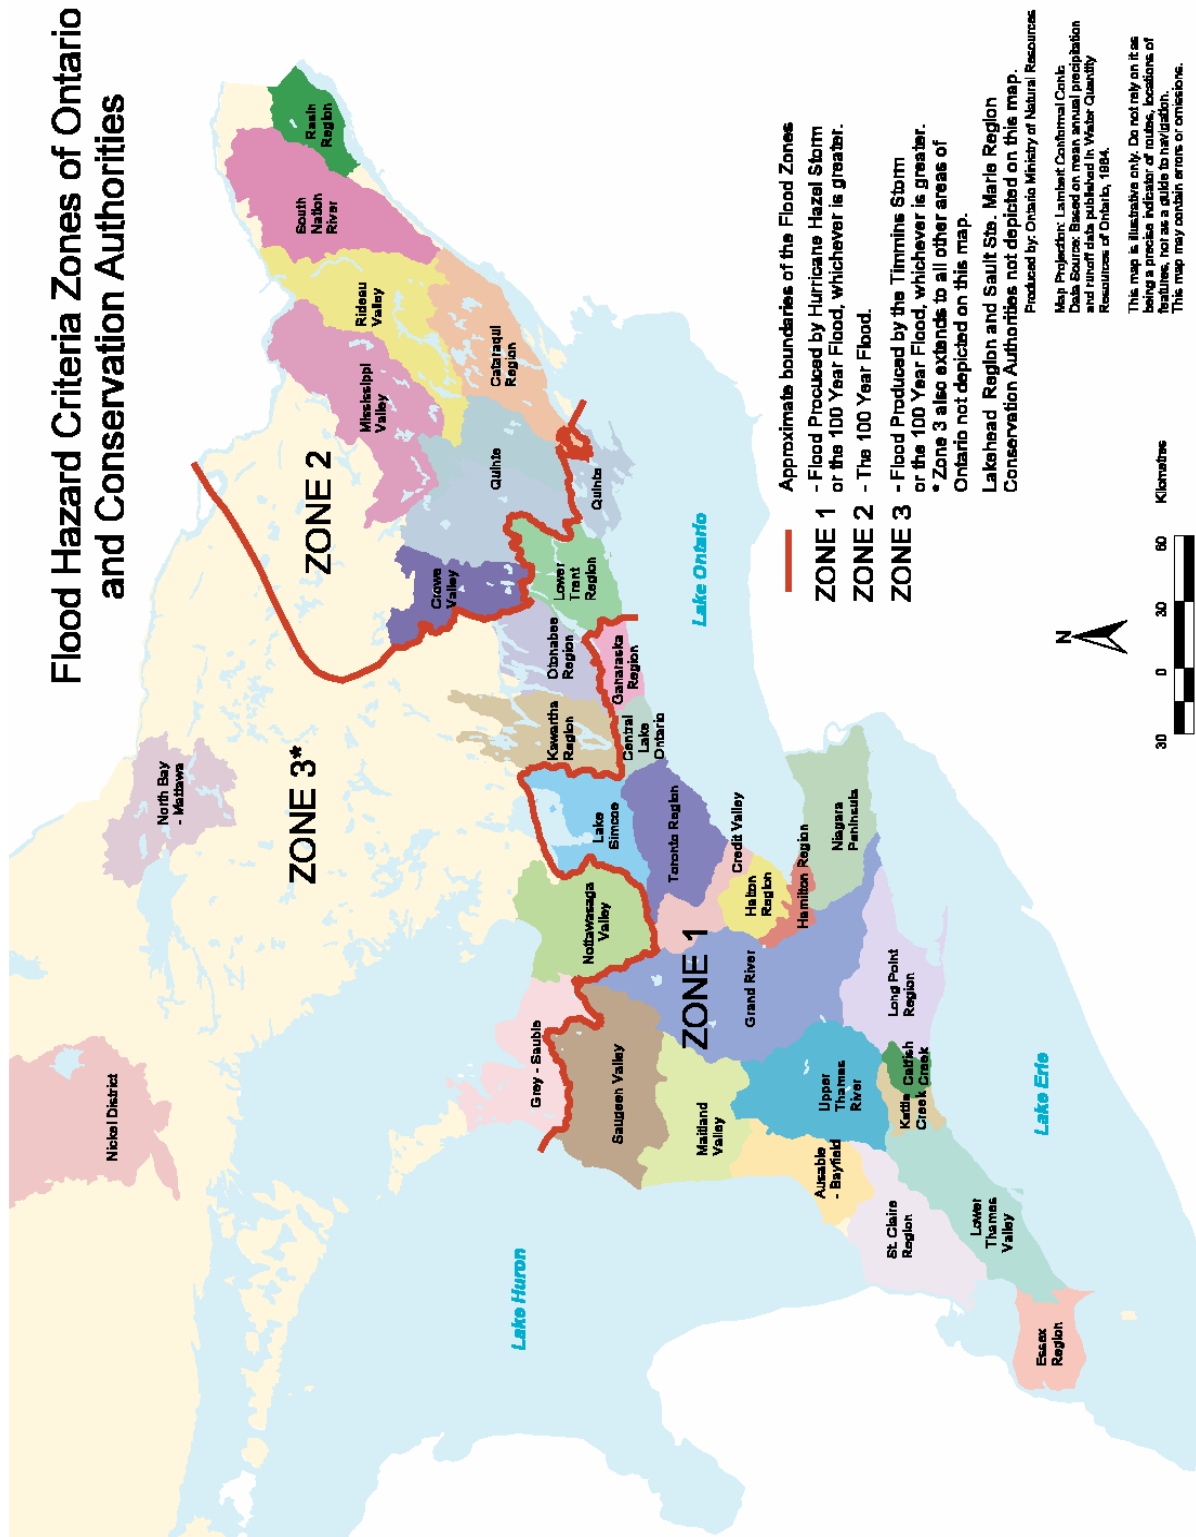 Flood Hazard Criteria Zones of Ontario
and Conservation Authorities
Nickel District
North Bay
- Mattawa
ZONE 3*
ZONE 2
Mississippi
Valley
Rideau
Valley
South
Nation
River
Rasin
Region
Cataraqui
Region
Quinte
Quinte
Crowe
Valley
Lower
Trent
Region
Otonabee
Region
Kawartha
Region
Ganaraska
Region
Central
Lake
Ontario
Lake
Simcoe
Nottawasaga
Valley
Grey - Sauble
Saugeen Valley
Toronto Region
Credit Valley
Halton
Region
Hamilton Region
Niagara
Peninsula
ZONE 1
Grand River
Maitland
Valley
Upper
Thames
River
Ausable
- Bayfield
Long Point
Region
Kettle
Creek
Catfish
Creek
St. Claire
Region
Lower
Thames
Valley
Essex
Region
Lake Huron
Lake Ontario
Lake Erie
Approximate boundaries of the Flood Zones
ZONE 1 - Flood Procuced by Hurricane Hazel Storm
or the 100 Year Flood, whichever is greater.
ZONE 2 - The 100 Year Flood.
ZONE 3 - Flood Produced by the Timmins Storm
or the 100 Year Flood, whichever is greater.
* Zone 3 also extends to all other areas of
Ontario not depicted on this map.
Lakehead Region and Sault Ste. Marie Region
Conservation Authorities not depicted on this map.
Produced by: Ontario Ministry of Natural Resources
Map Projection: Lambert Conformal Conic
Data Source: Based on mean annual precipitation
and runoff data published in Water Quantity
Resources of Ontario, 1984.
This map is illustrative only. Do not rely on it as
being a precise indicator of routes, locations of
features, nor as a guide to navigation.
This map may contain errors or omissions.
N
30 0 30 60 Kilometres